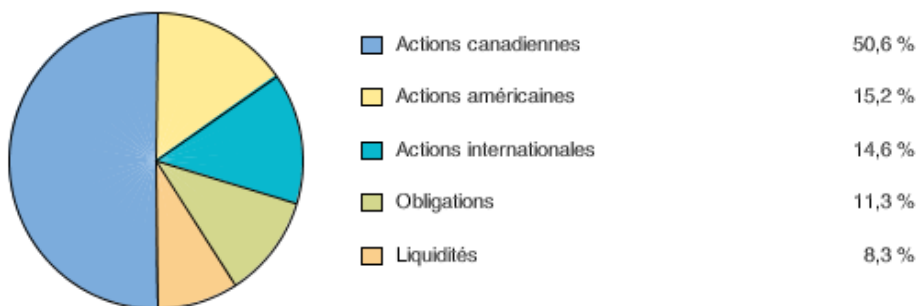 Actions canadiennes 50,6 %
Actions américaines 15,2 %
Actions internationales 14,6 %
Obligations 11,3 %
Liquidités 8,3 %